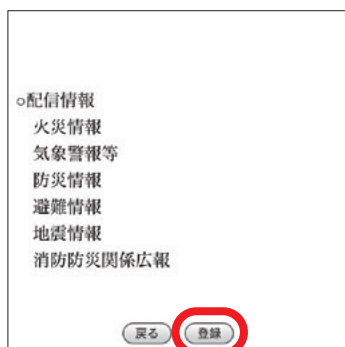 ○配信情報
火災情報
気象警報等
防災情報
避難情報
地震情報
消防防災関係広報
戻る 登録